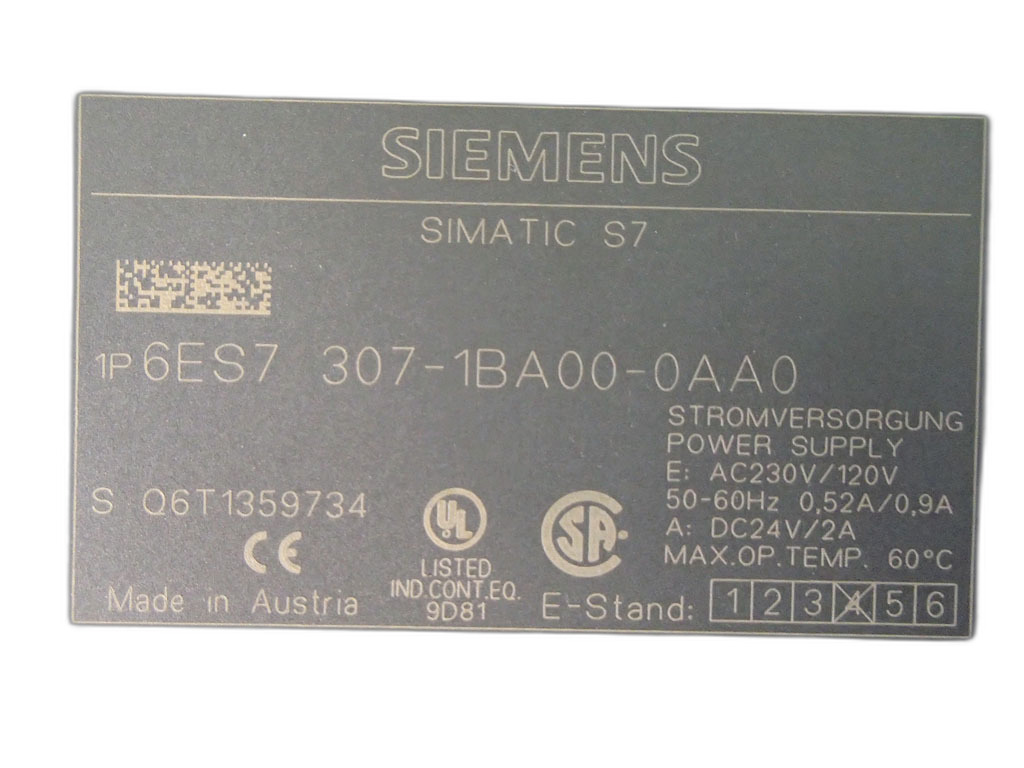 SIEMENS
SIMATIC S7
1P 6ES7 307-1BA00-0AA0
STROMVERSORGUNG
POWER SUPPLY
E: AC230V/120V
50-60Hz 0,52A/0,9A
A: DC24V/2A
MAX.OP.TEMP. 60°C
S Q6T1359734
CE
Made in Austria
UL
LISTED
IND.CONT.EQ.
9D81
CSA
E-Stand: 1 2 3 4 5 6